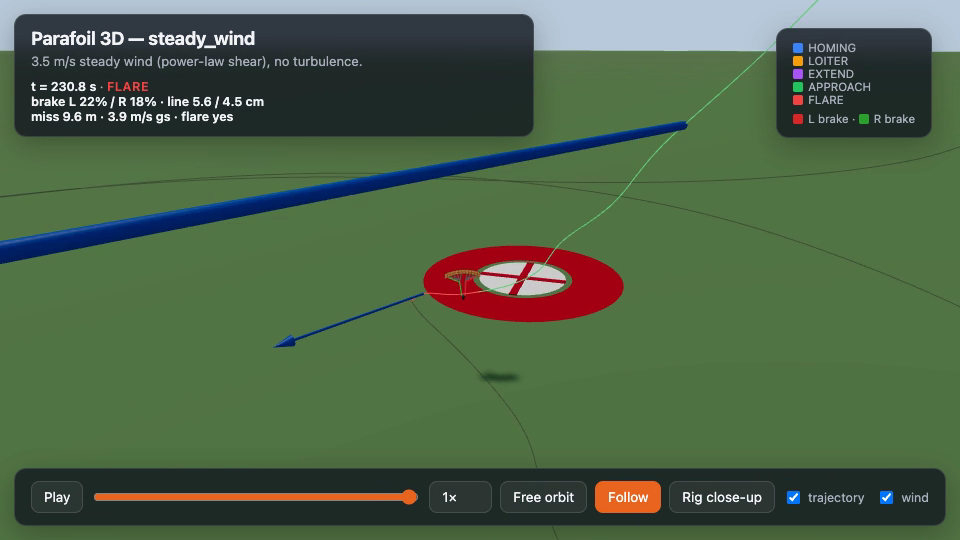 Parafoil 3D — steady_wind
3.5 m/s steady wind (power-law shear), no turbulence.
t = 230.8 s · FLARE
brake L 22% / R 18% · line 5.6 / 4.5 cm
miss 9.6 m · 3.9 m/s gs · flare yes
HOMING
LOITER
EXTEND
APPROACH
FLARE
L brake · R brake
Play 1× Free orbit Follow Rig close-up trajectory wind